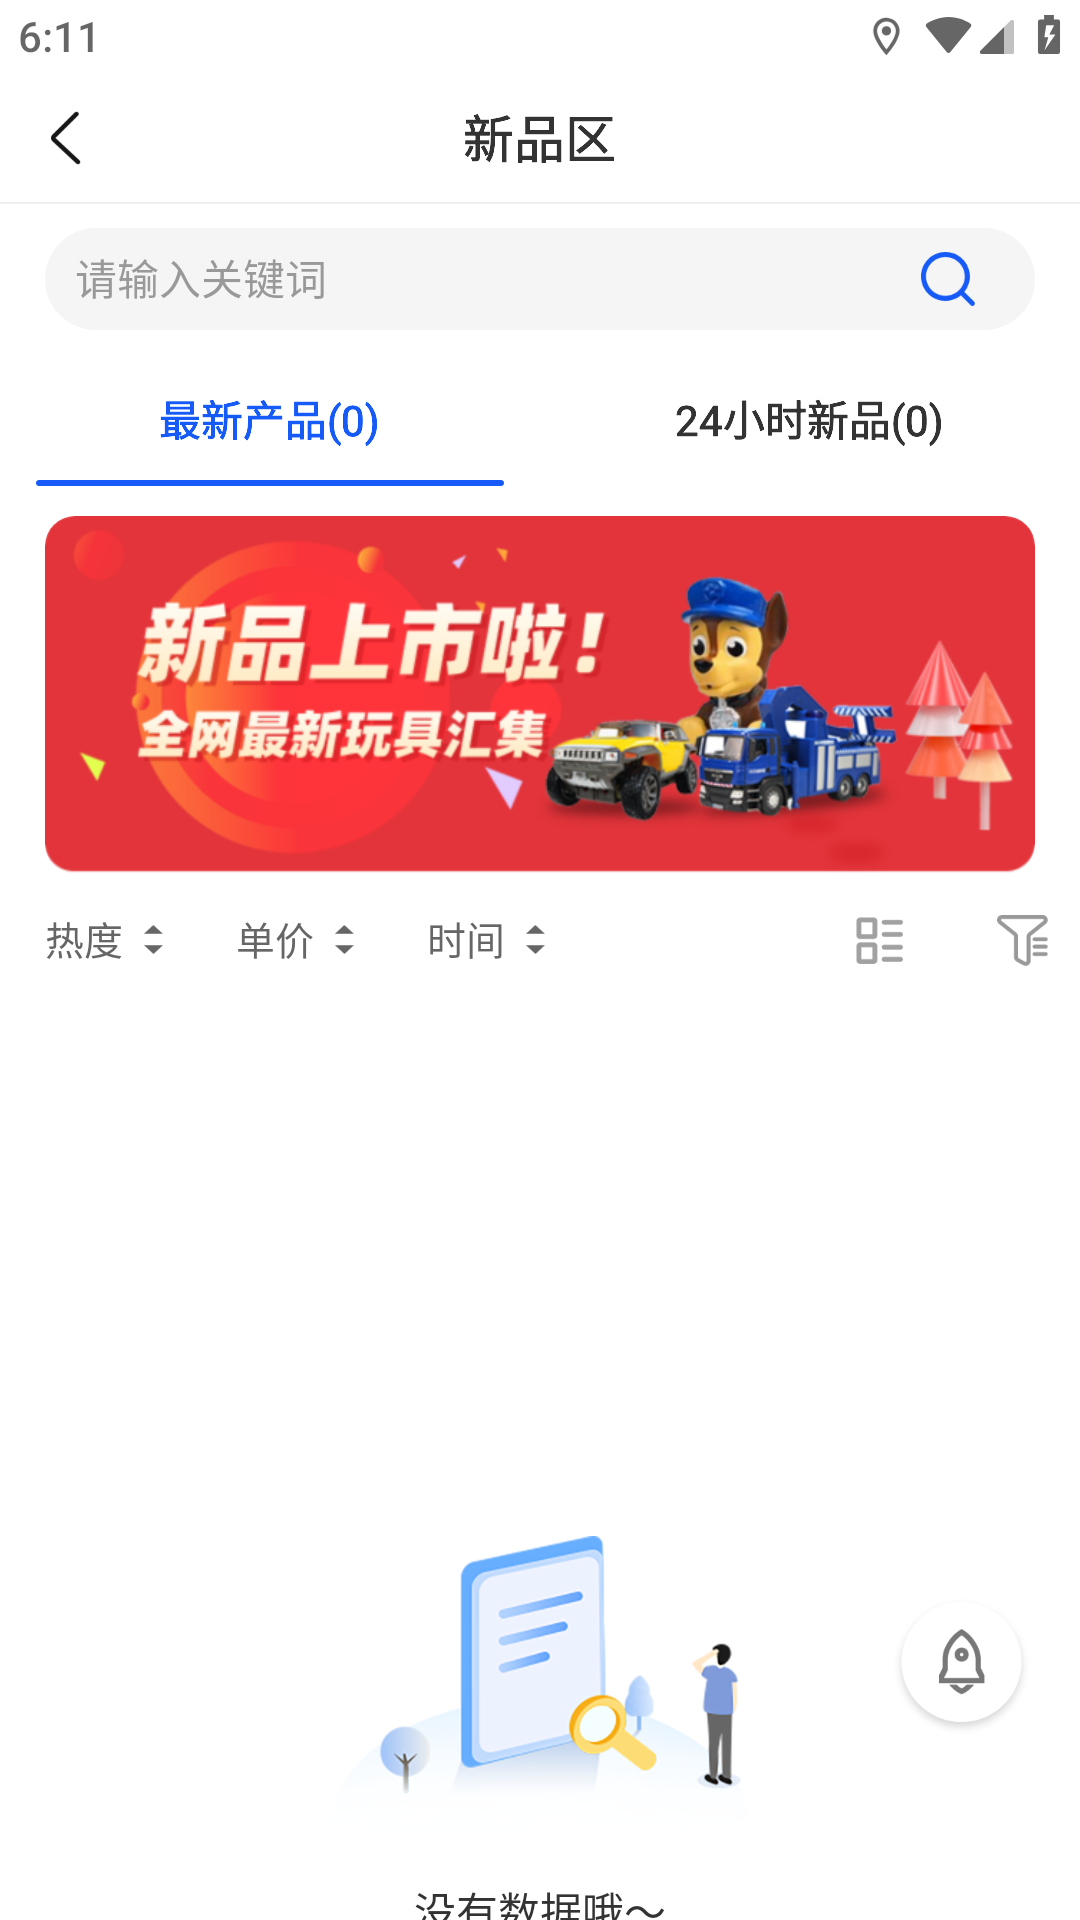 6:11
新品区
请输入关键词
最新产品(0)
24小时新品(0)
新品上市啦！
全网最新玩具汇集
热度
单价
时间
没有数据哦～